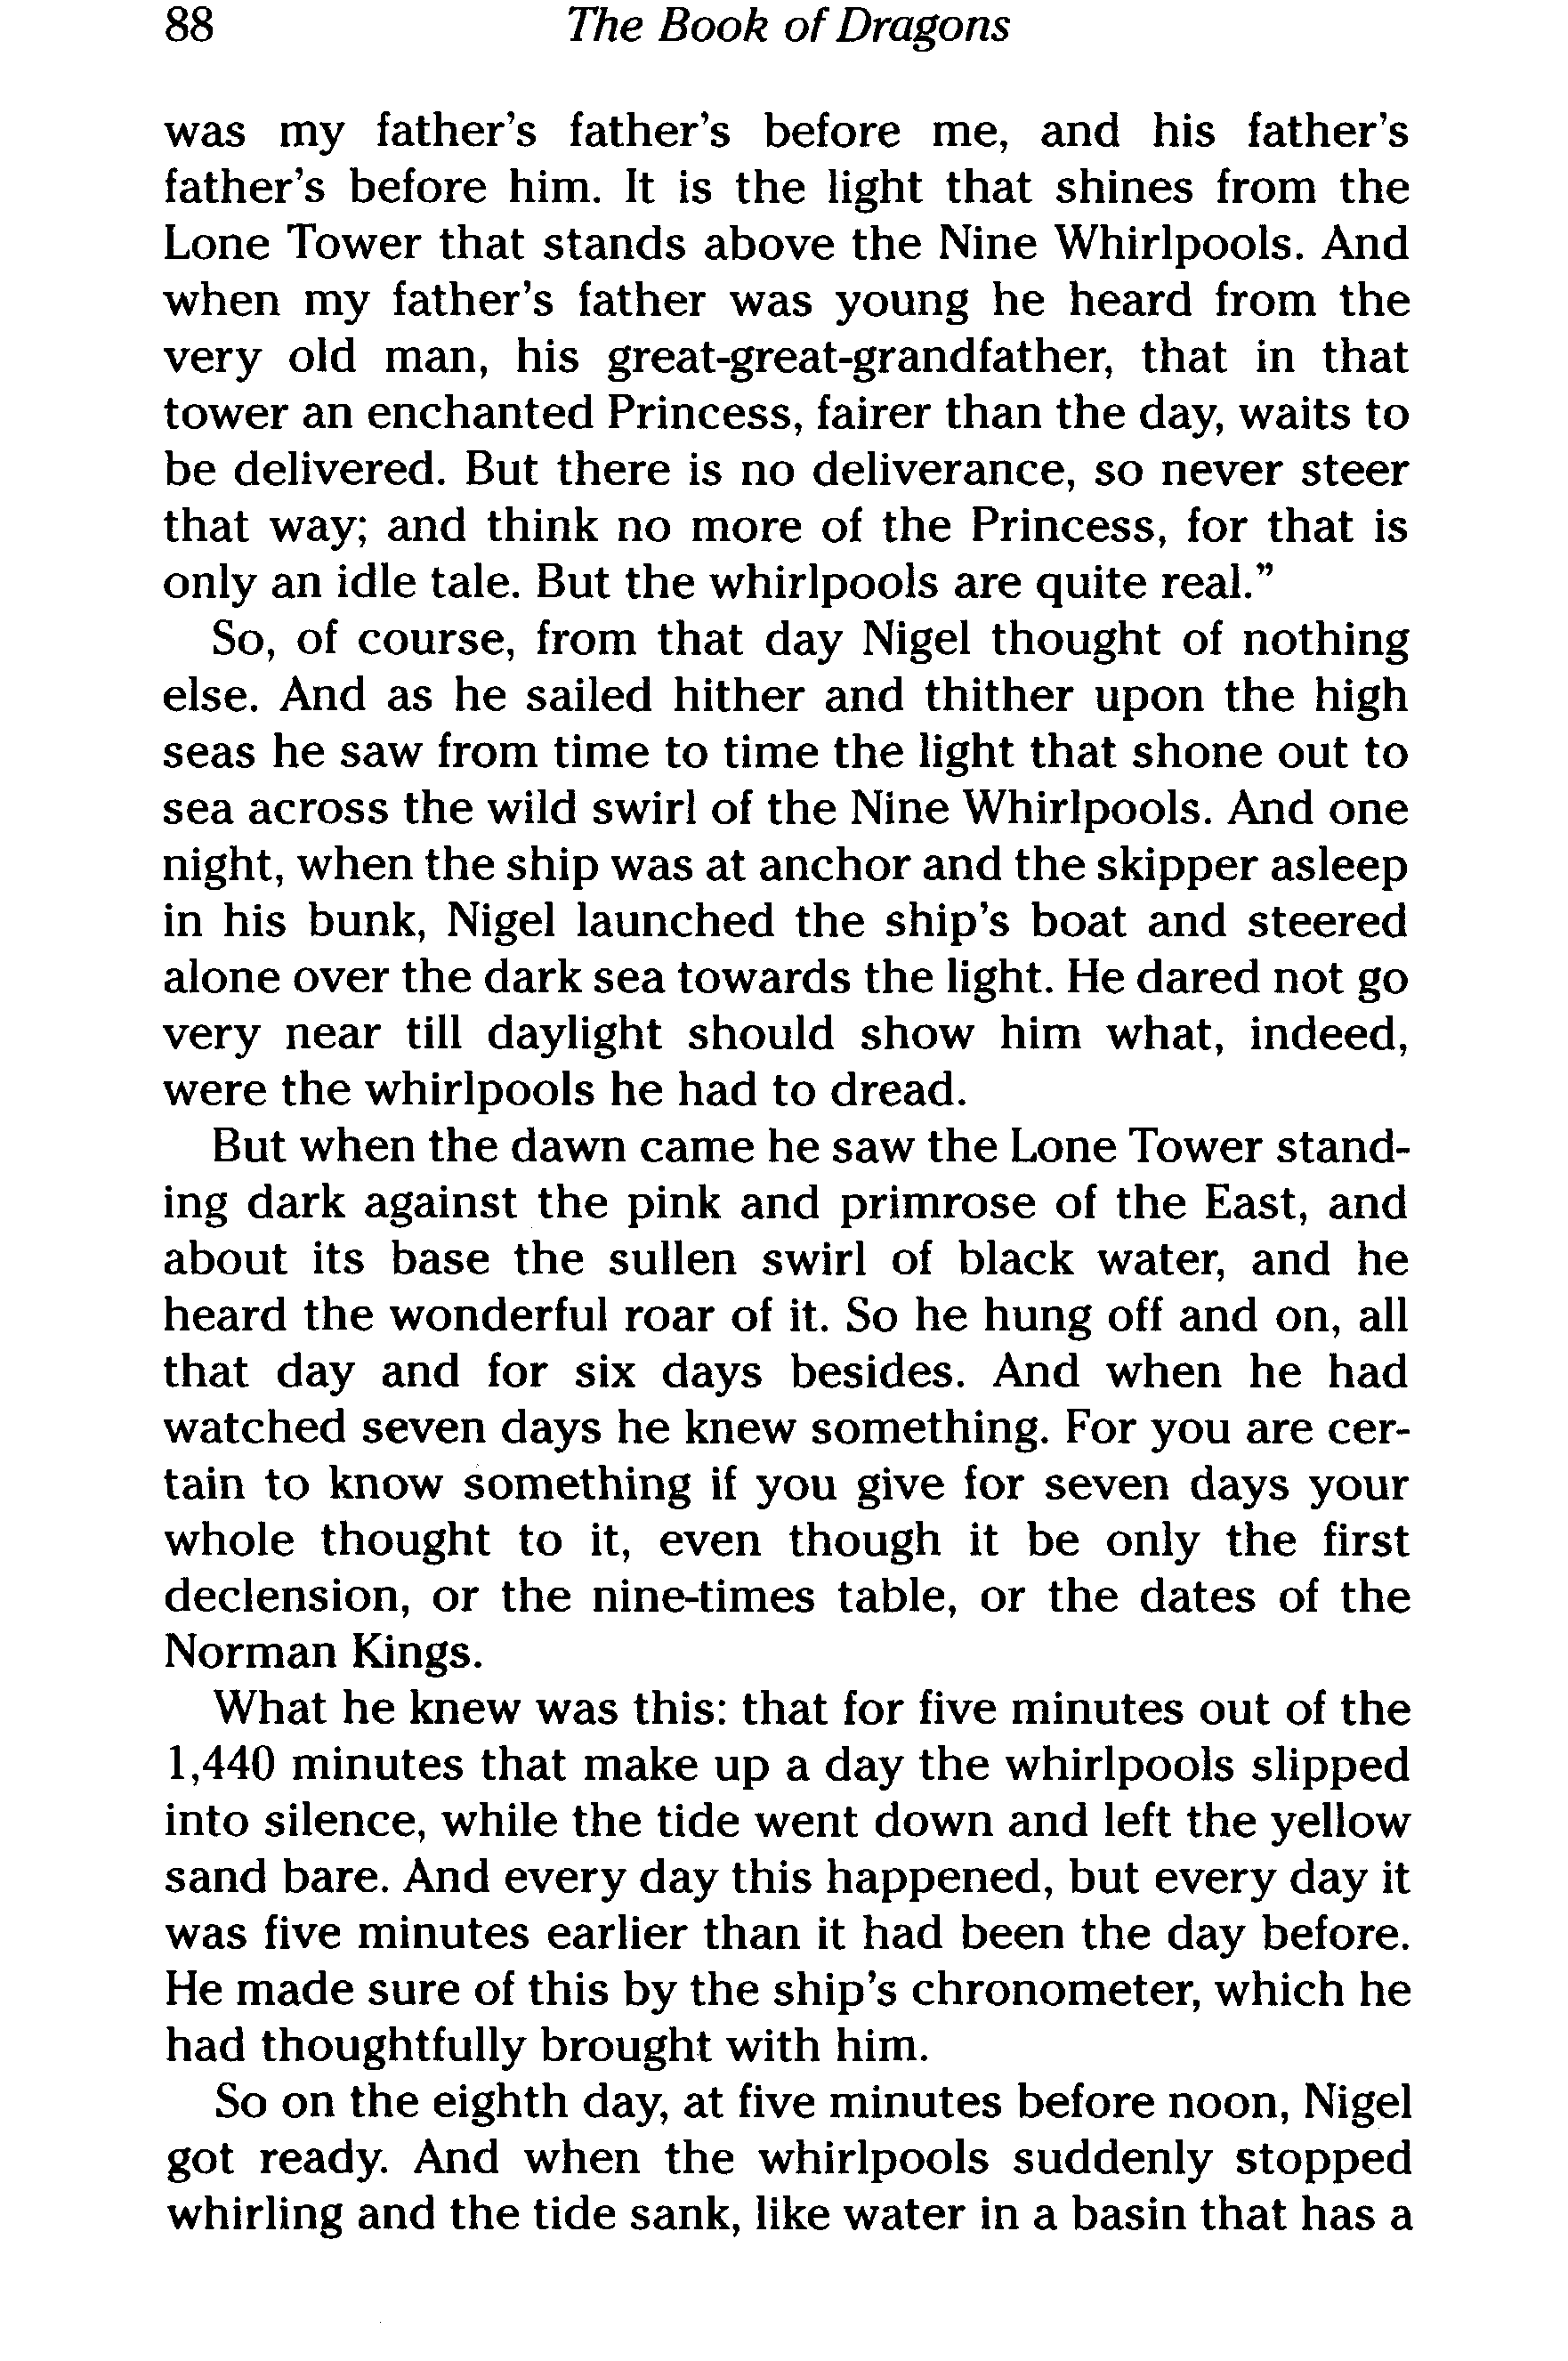 88 The Book of Dragons
was my father's father's before me, and his father's
father's before him. It is the light that shines from the
Lone Tower that stands above the Nine Whirlpools. And
when my father's father was young he heard from the
very old man, his great-great-grandfather, that in that
tower an enchanted Princess, fairer than the day, waits to
be delivered. But there is no deliverance, so never steer
that way; and think no more of the Princess, for that is
only an idle tale. But the whirlpools are quite real.”
So, of course, from that day Nigel thought of nothing
else. And as he sailed hither and thither upon the high
seas he saw from time to time the light that shone out to
sea across the wild swirl of the Nine Whirlpools. And one
night, when the ship was at anchor and the skipper asleep
in his bunk, Nigel launched the ship's boat and steered
alone over the dark sea towards the light. He dared not go
very near till daylight should show him what, indeed,
were the whirlpools he had to dread.
But when the dawn came he saw the Lone Tower stand-
ing dark against the pink and primrose of the East, and
about its base the sullen swirl of black water, and he
heard the wonderful roar of it. So he hung off and on, all
that day and for six days besides. And when he had
watched seven days he knew something. For you are cer-
tain to know something if you give for seven days your
whole thought to it, even though it be only the first
declension, or the nine-times table, or the dates of the
Norman Kings.
What he knew was this: that for five minutes out of the
1,440 minutes that make up a day the whirlpools slipped
into silence, while the tide went down and left the yellow
sand bare. And every day this happened, but every day it
was five minutes earlier than it had been the day before.
He made sure of this by the ship's chronometer, which he
had thoughtfully brought with him.
So on the eighth day, at five minutes before noon, Nigel
got ready. And when the whirlpools suddenly stopped
whirling and the tide sank, like water in a basin that has a